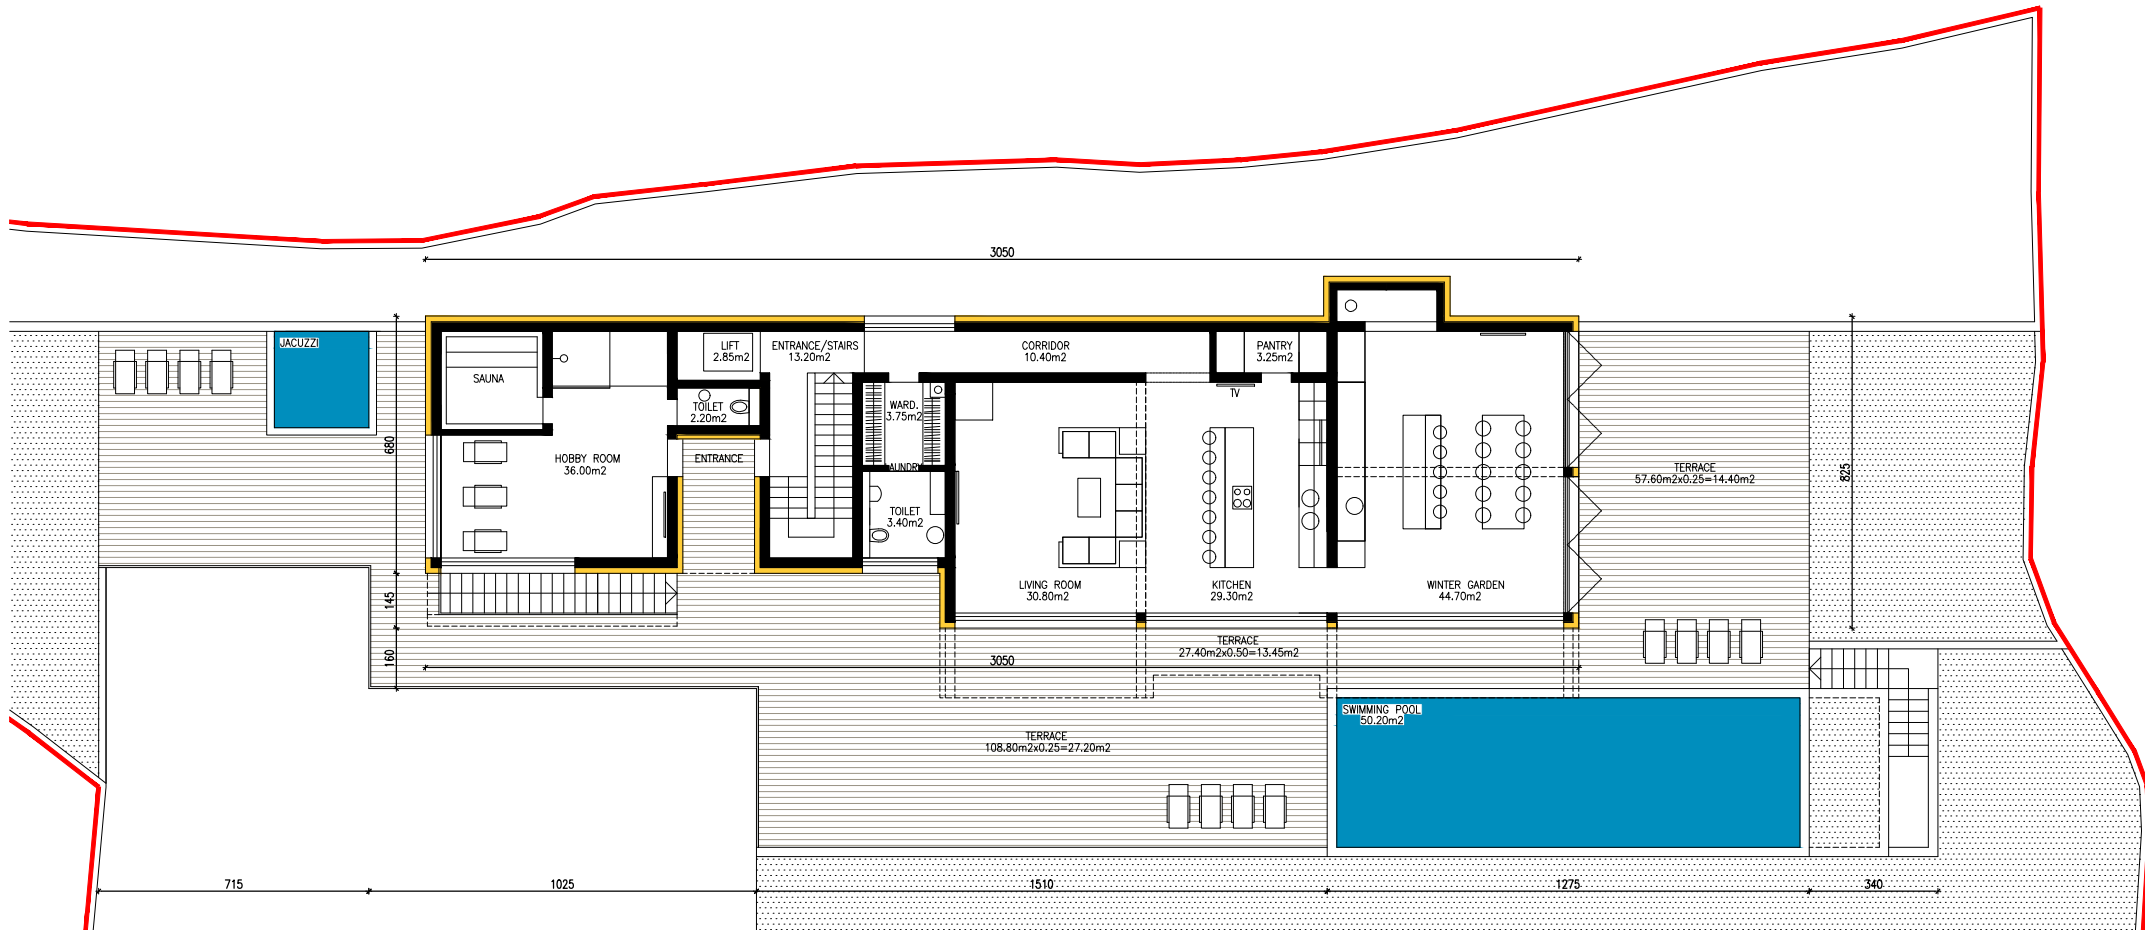 3050
JACUZZI
LIFT
2.85m2
ENTRANCE/STAIRS
13.20m2
CORRIDOR
10.40m2
PANTRY
3.25m2
SAUNA
TV
TOILET
2.20m2
WARD.
3.75m2
680
HOBBY ROOM
36.00m2
ENTRANCE
AUNDRY
TERRACE
57.60m2x0.25=14.40m2
825
TOILET
3.40m2
LIVING ROOM
30.80m2
KITCHEN
29.30m2
WINTER GARDEN
44.70m2
145
TERRACE
27.40m2x0.50=13.45m2
160
3050
SWIMMING POOL
50.20m2
TERRACE
108.80m2x0.25=27.20m2
715
1025
1510
1275
340